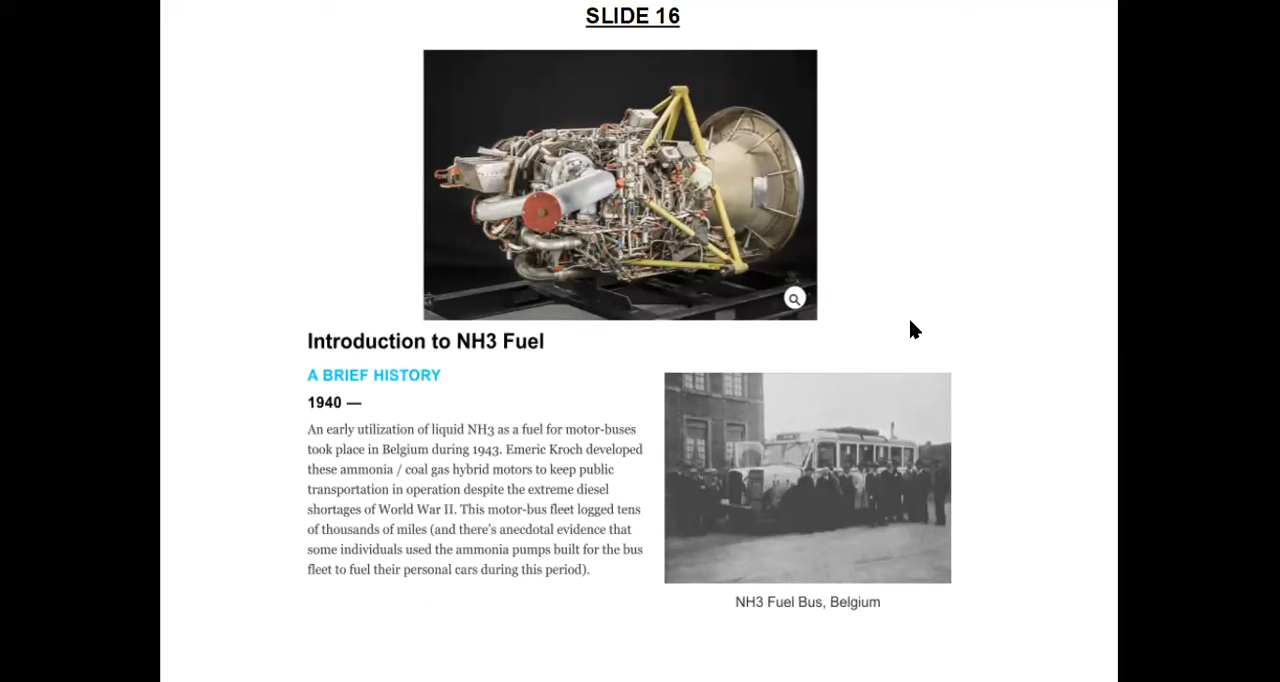 SLIDE 16
Introduction to NH3 Fuel
A BRIEF HISTORY
1940 —
An early utilization of liquid NH3 as a fuel for motor-buses
took place in Belgium during 1943. Emeric Kroch developed
these ammonia / coal gas hybrid motors to keep public
transportation in operation despite the extreme diesel
shortages of World War II. This motor-bus fleet logged tens
of thousands of miles (and there's anecdotal evidence that
some individuals used the ammonia pumps built for the bus
fleet to fuel their personal cars during this period).
NH3 Fuel Bus, Belgium